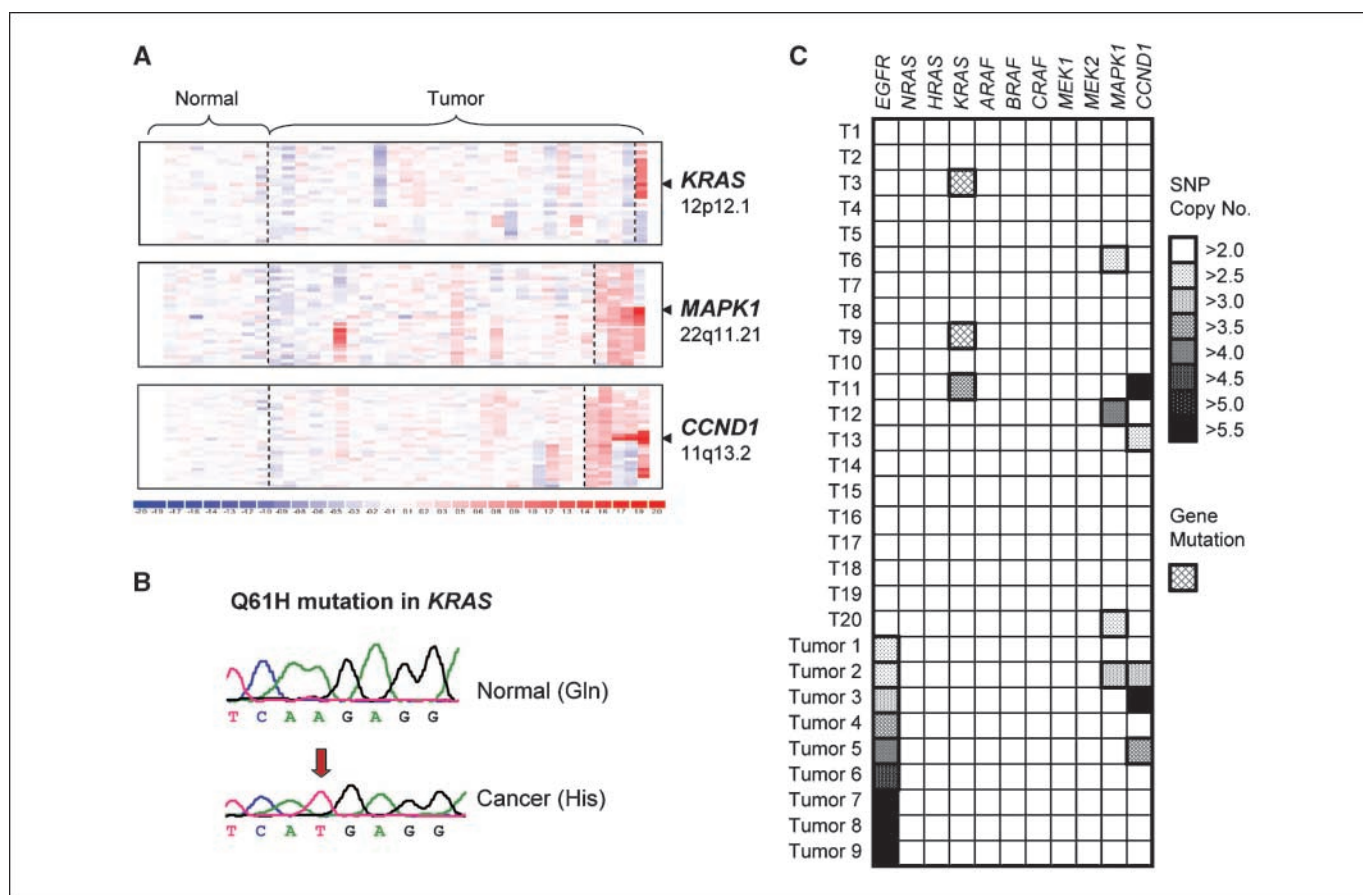 A
Normal
Tumor
KRAS
12p12.1
MAPK1
22q11.21
CCND1
11q13.2
B
Q61H mutation in KRAS
Normal (Gln)
T C A A G A G G
Cancer (His)
T C A T G A G G
C
EGFR
NRAS
HRAS
KRAS
ARAF
BRAF
CRAF
MEK1
MEK2
MAPK1
CCND1
T1
T2
T3
T4
T5
T6
T7
T8
T9
T10
T11
T12
T13
T14
T15
T16
T17
T18
T19
T20
Tumor 1
Tumor 2
Tumor 3
Tumor 4
Tumor 5
Tumor 6
Tumor 7
Tumor 8
Tumor 9
SNP
Copy No.
>2.0
>2.5
>3.0
>3.5
>4.0
>4.5
>5.0
>5.5
Gene
Mutation